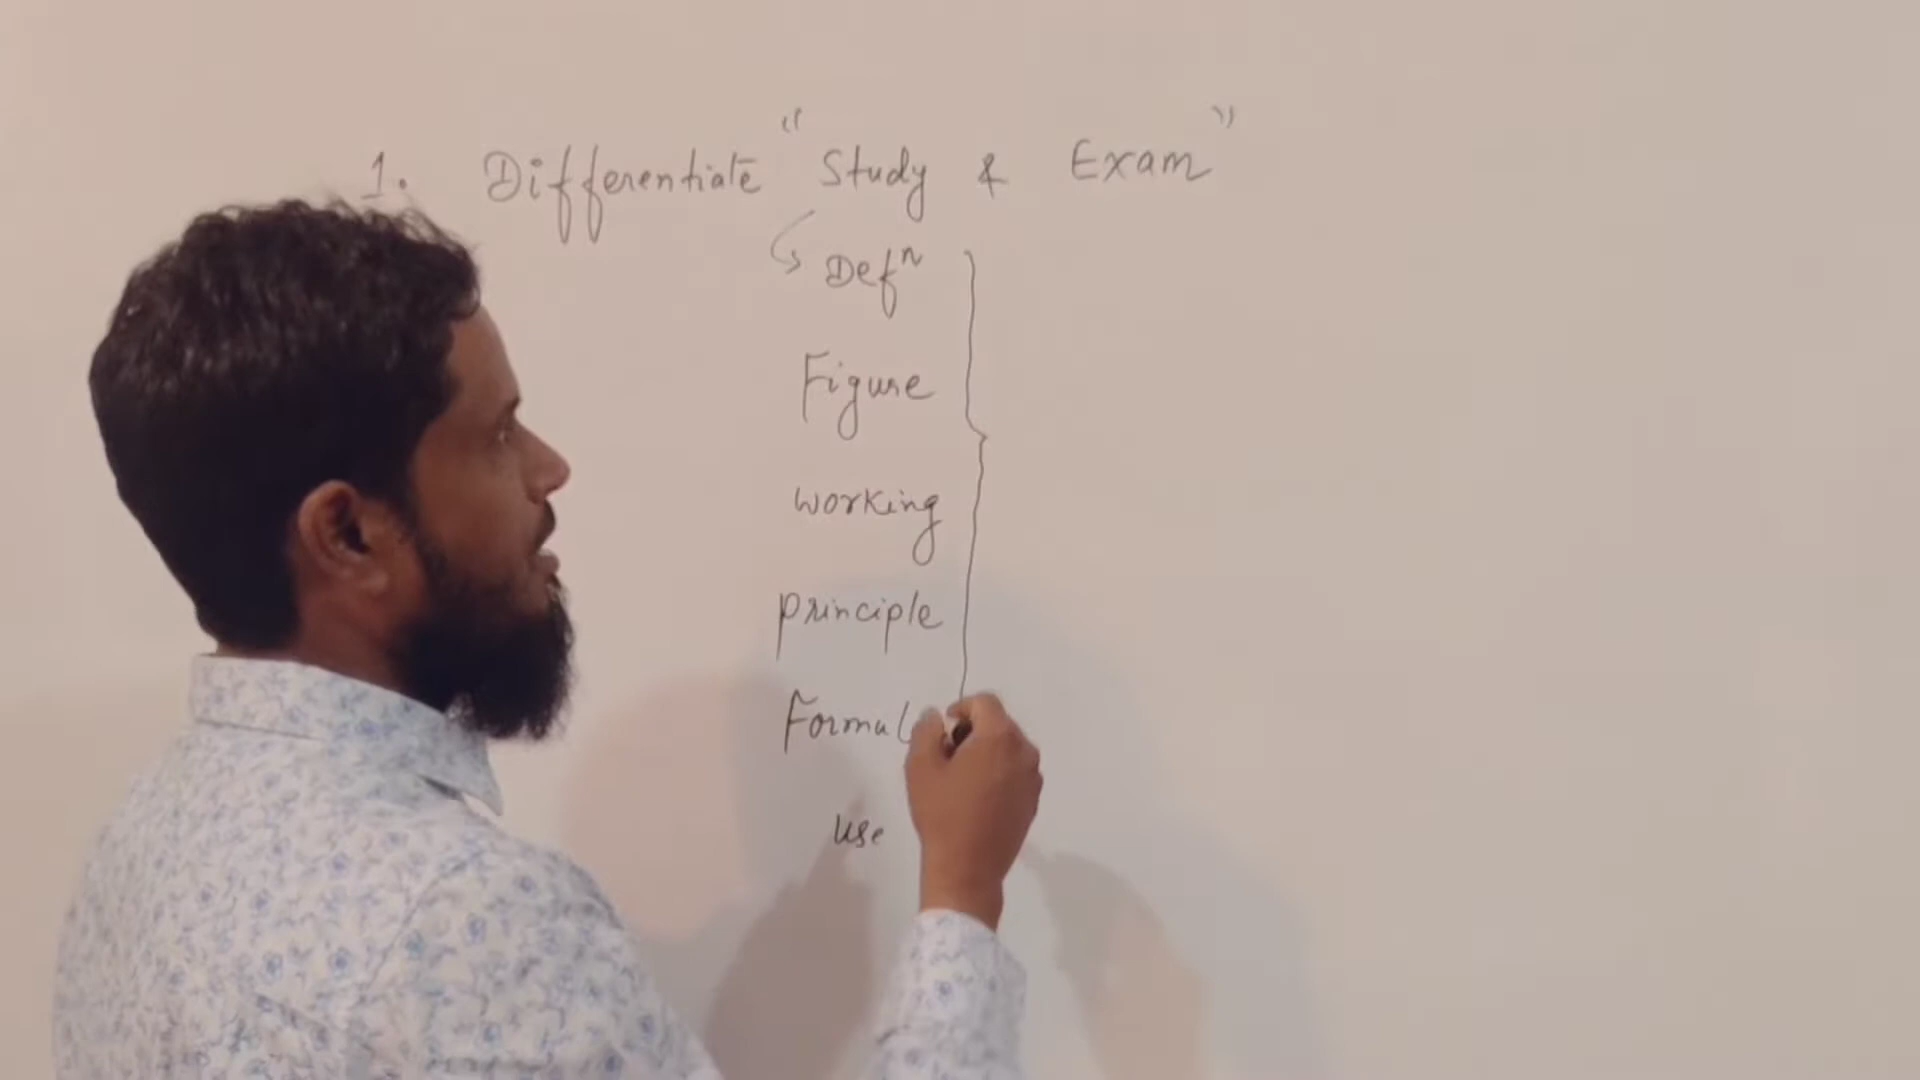 1. Differentiate "Study & Exam"
Defⁿ
Figure
working
principle
Formul
use